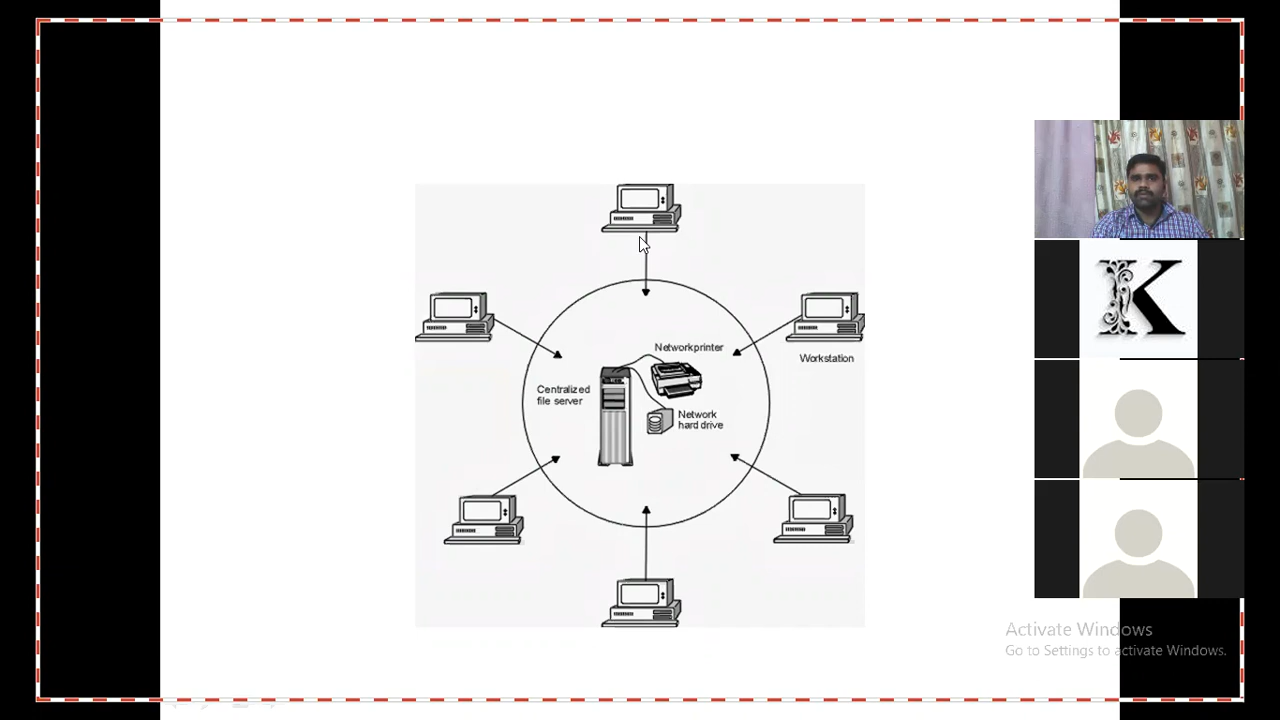 Networkprinter
Workstation
Centralized
file server
Network
hard drive
K
Activate Windows
Go to Settings to activate Windows.